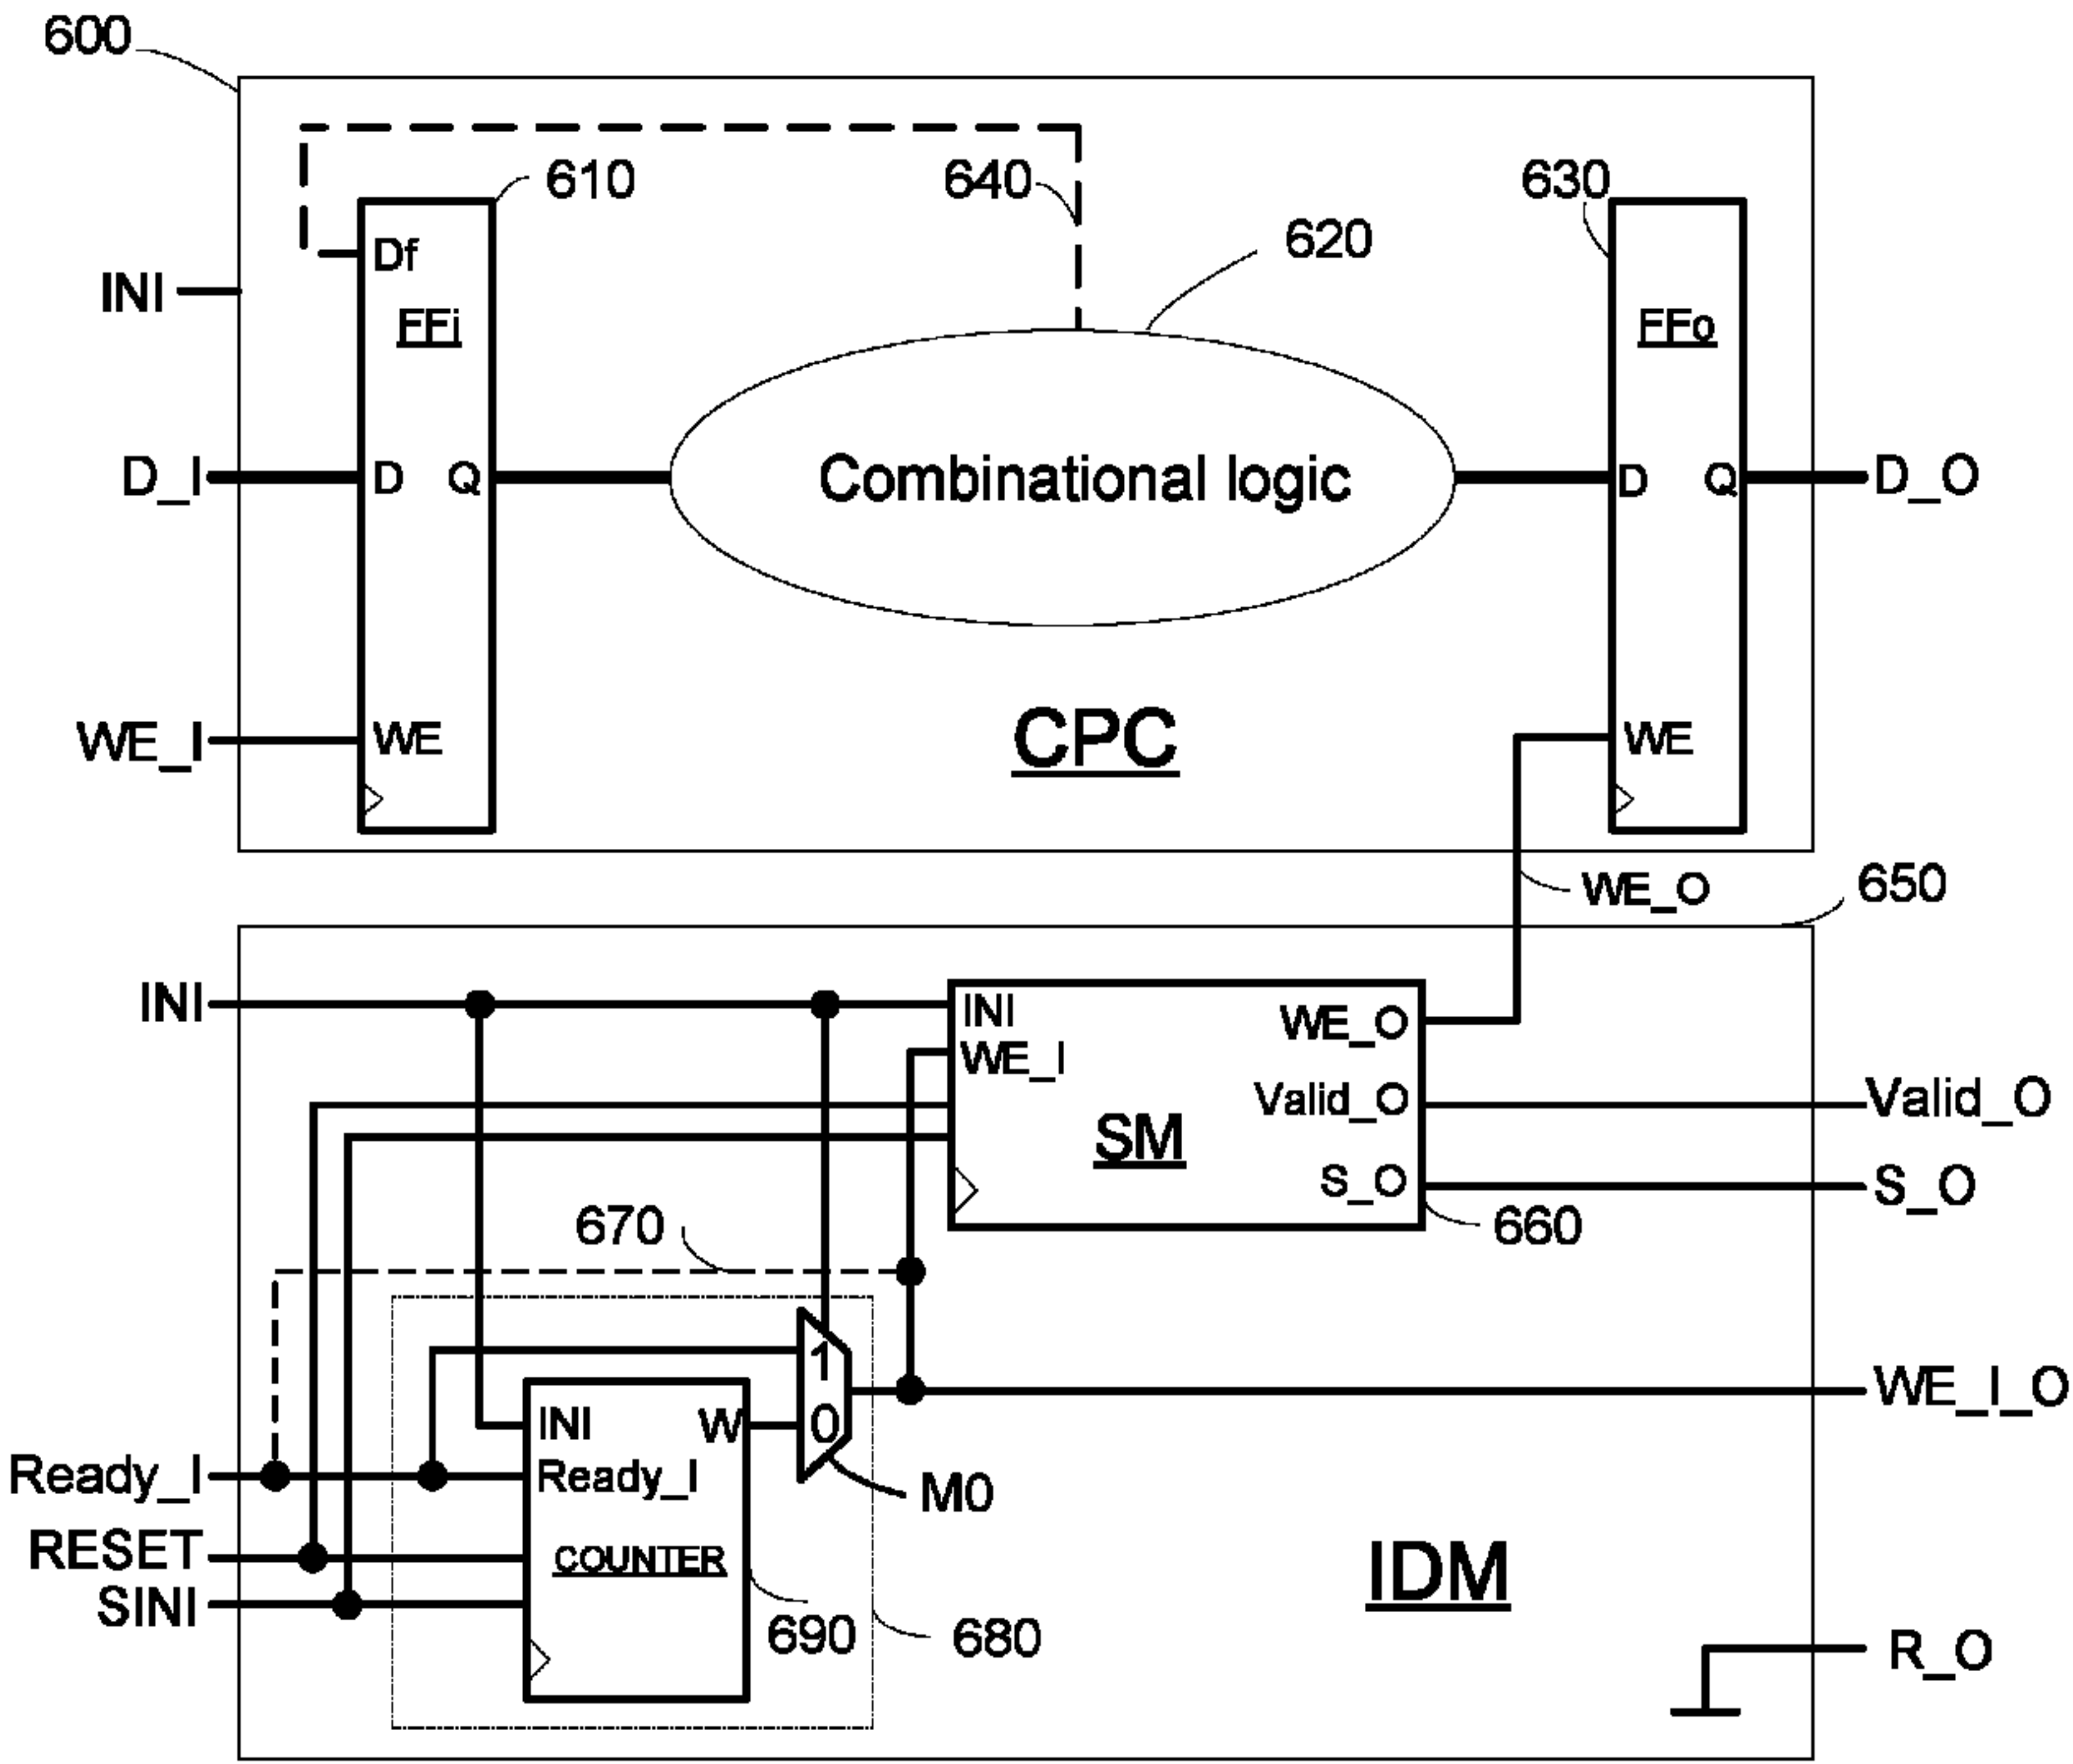 600
610
640
630
620
Df
INI
FFi
FFo
D_I
D
Q
Combinational logic
D
Q
D_O
WE_I
WE
CPC
WE
WE_O
650
INI
INI
WE_O
WE_I
Valid_O
Valid_O
SM
S_O
S_O
670
660
1
WE_I_O
INI
W
0
Ready_I
Ready_I
M0
RESET
COUNTER
IDM
SINI
690
680
R_O